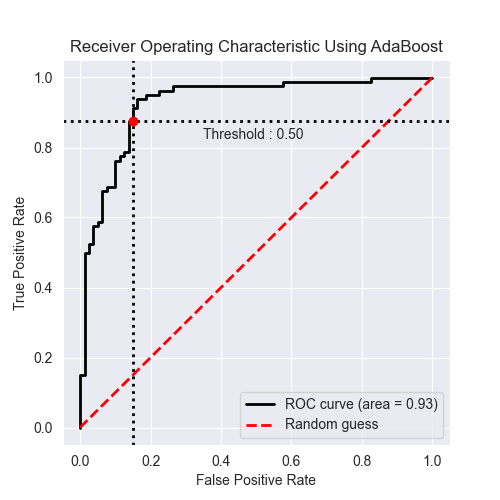 Receiver Operating Characteristic Using AdaBoost
1.0
0.8
0.6
0.4
0.2
0.0
True Positive Rate
Threshold : 0.50
ROC curve (area = 0.93)
Random guess
0.0 0.2 0.4 0.6 0.8 1.0
False Positive Rate